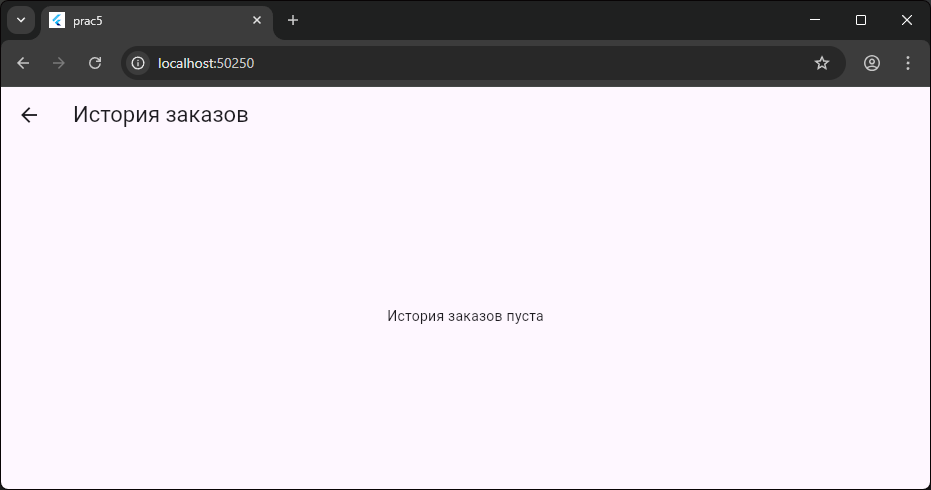 prac5
localhost:50250
История заказов
История заказов пуста